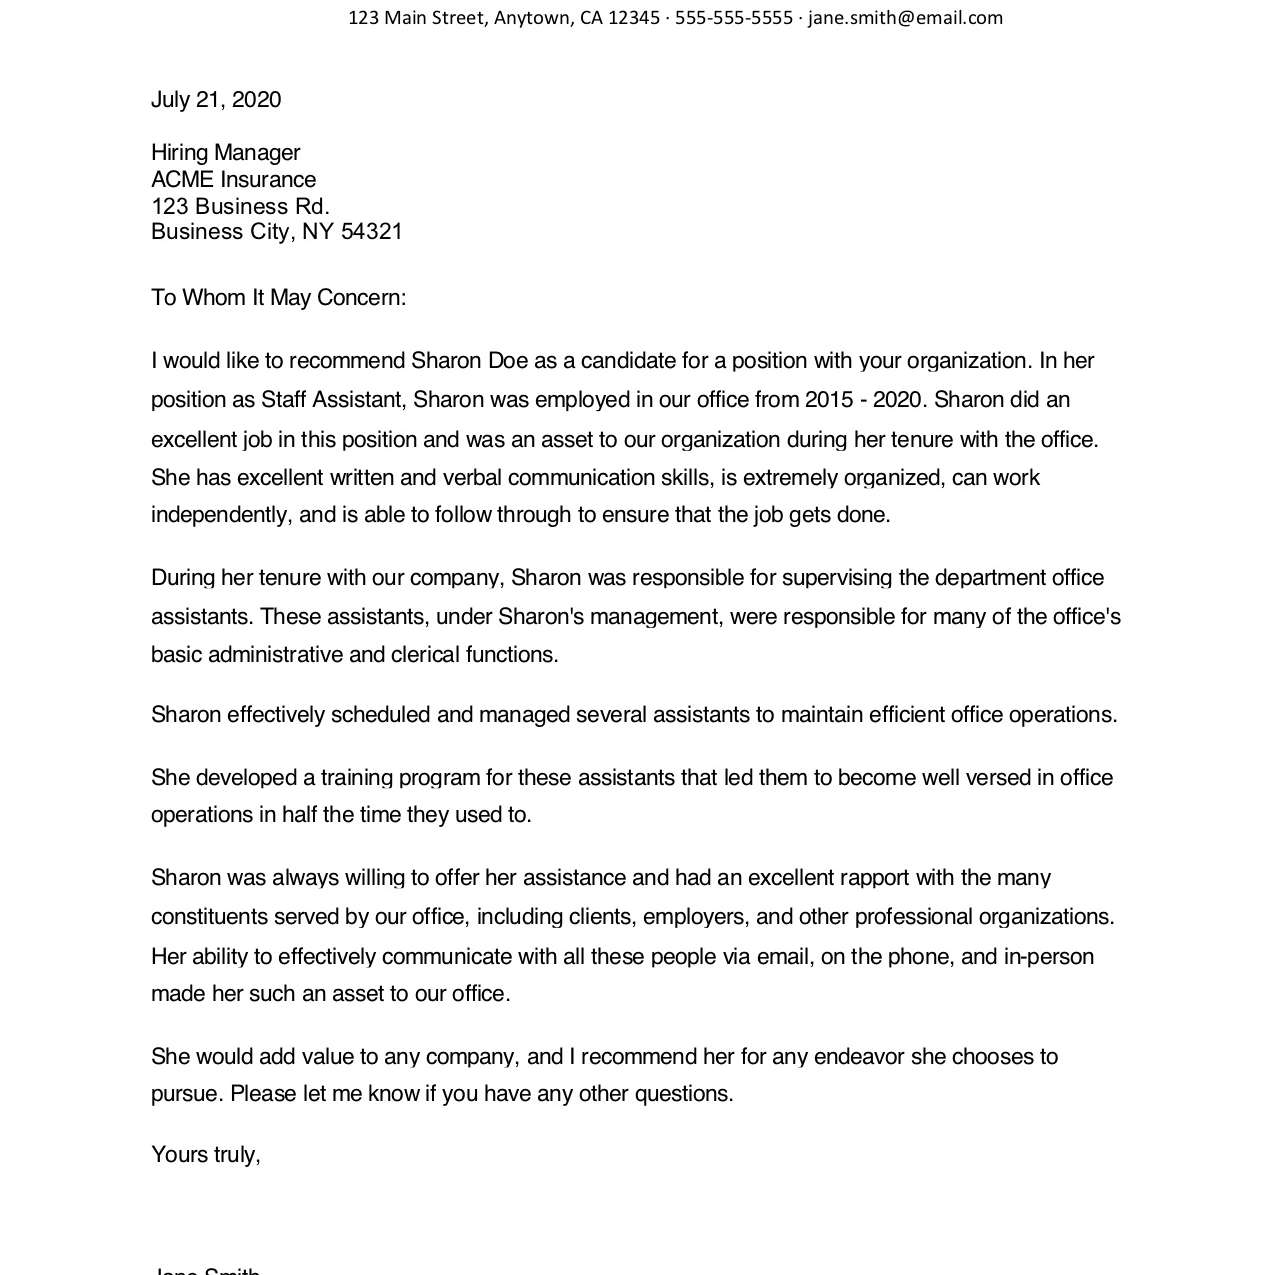 123 Main Street, Anytown, CA 12345 · 555-555-5555 · jane.smith@email.com
July 21, 2020
Hiring Manager
ACME Insurance
123 Business Rd.
Business City, NY 54321
To Whom It May Concern:
I would like to recommend Sharon Doe as a candidate for a position with your organization. In her
position as Staff Assistant, Sharon was employed in our office from 2015 - 2020. Sharon did an
excellent job in this position and was an asset to our organization during her tenure with the office.
She has excellent written and verbal communication skills, is extremely organized, can work
independently, and is able to follow through to ensure that the job gets done.
During her tenure with our company, Sharon was responsible for supervising the department office
assistants. These assistants, under Sharon's management, were responsible for many of the office's
basic administrative and clerical functions.
Sharon effectively scheduled and managed several assistants to maintain efficient office operations.
She developed a training program for these assistants that led them to become well versed in office
operations in half the time they used to.
Sharon was always willing to offer her assistance and had an excellent rapport with the many
constituents served by our office, including clients, employers, and other professional organizations.
Her ability to effectively communicate with all these people via email, on the phone, and in-person
made her such an asset to our office.
She would add value to any company, and I recommend her for any endeavor she chooses to
pursue. Please let me know if you have any other questions.
Yours truly,
Jane Smith